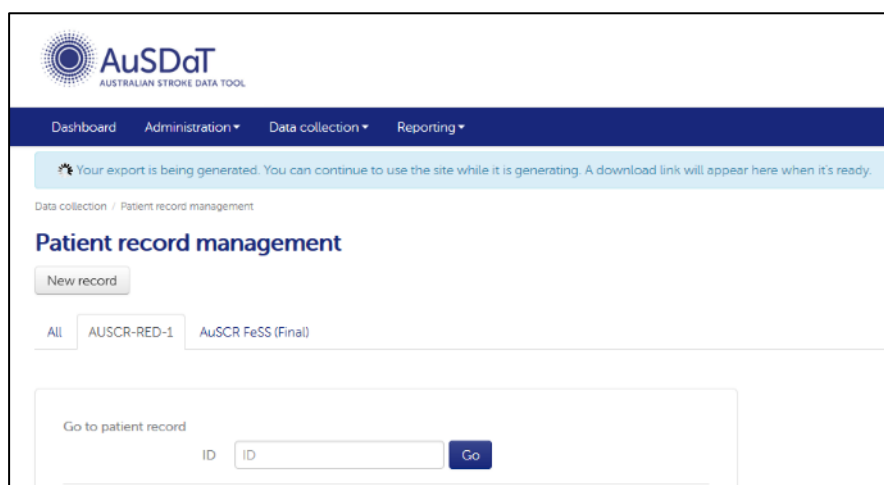 AuSDaT
AUSTRALIAN STROKE DATA TOOL
Dashboard Administration Data collection Reporting
Your export is being generated. You can continue to use the site while it is generating. A download link will appear here when it's ready.
Data collection / Patient record management
Patient record management
New record
All AUSCR-RED-1 AuSCR FeSS (Final)
Go to patient record
ID ID Go